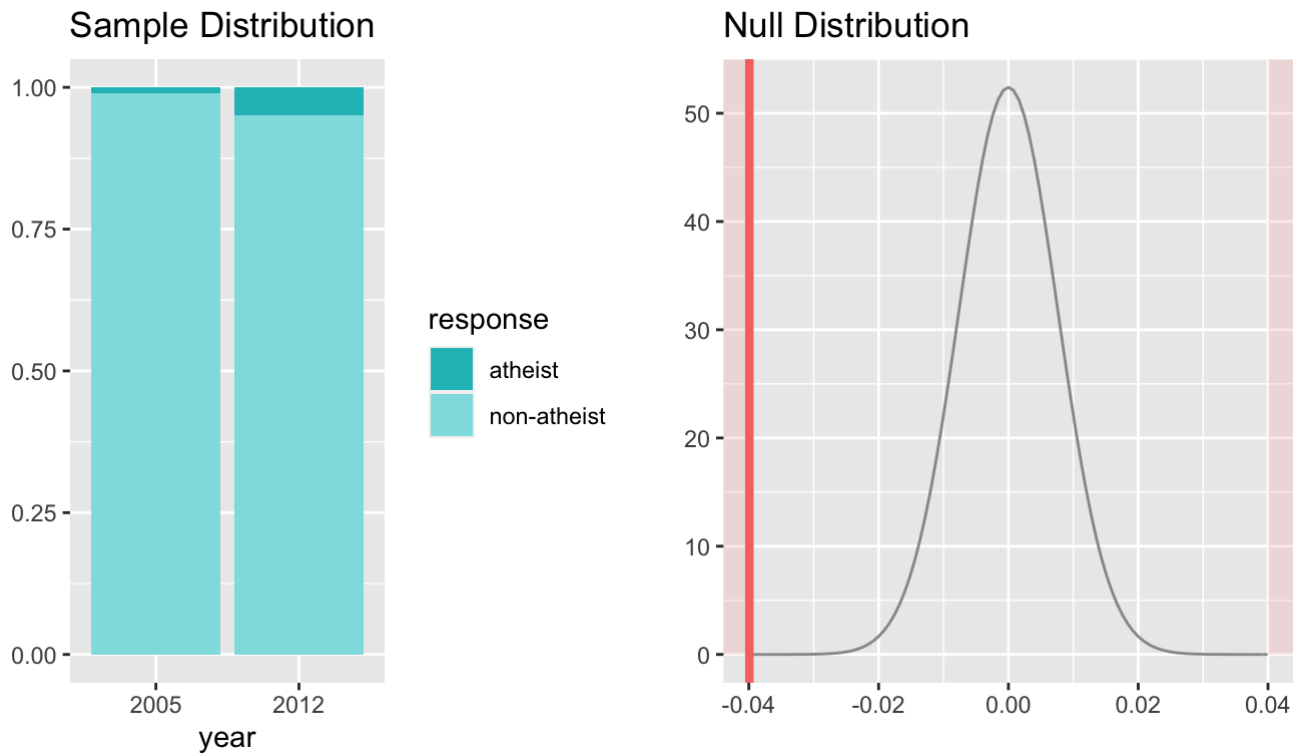 Sample Distribution
1.00
0.75
0.50
0.25
0.00
2005 2012
year
response
atheist
non-atheist
Null Distribution
50
40
30
20
10
0
-0.04 -0.02 0.00 0.02 0.04